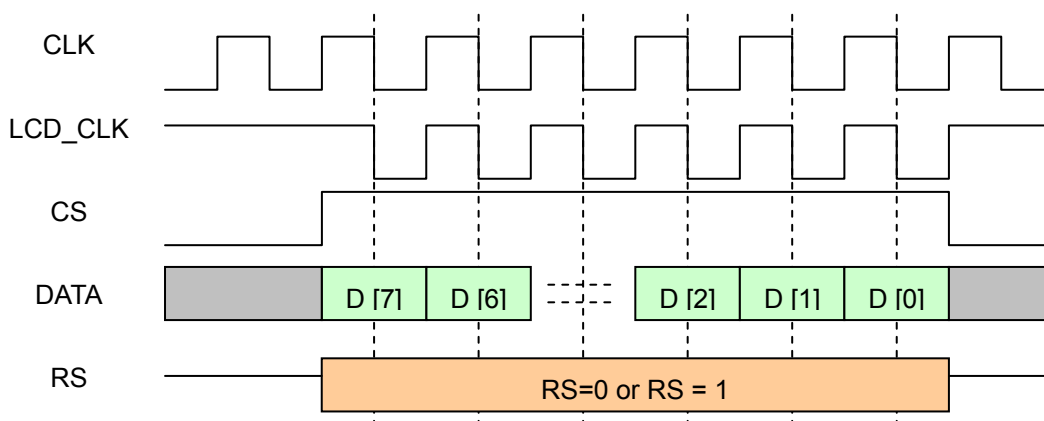 CLK
LCD_CLK
CS
DATA
D [7] D [6] D [2] D [1] D [0]
RS
RS=0 or RS = 1